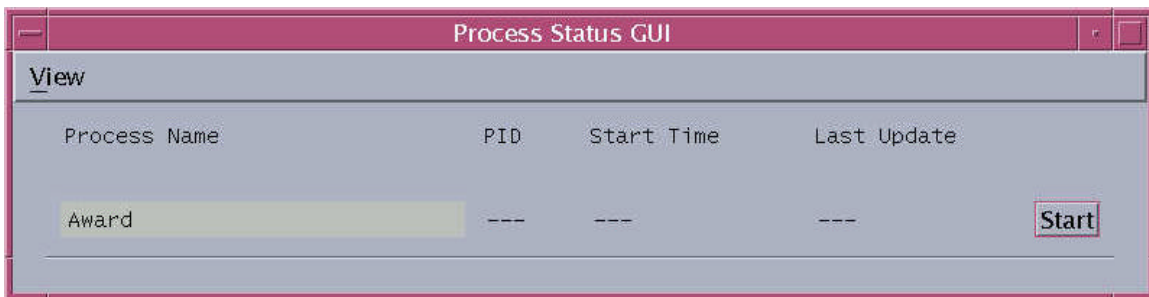 Process Status GUI
View
Process Name PID Start Time Last Update
Award --- --- --- Start